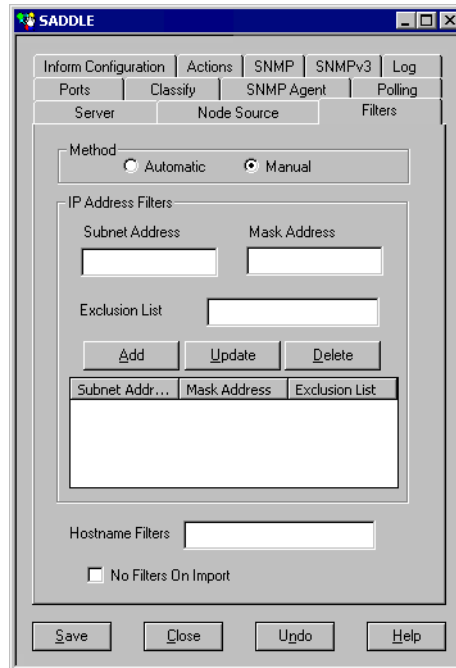 SADDLE
Inform Configuration Actions SNMP SNMPv3 Log
Ports Classify SNMP Agent Polling
Server Node Source Filters
Method
Automatic Manual
IP Address Filters
Subnet Address Mask Address
Exclusion List
Add Update Delete
Subnet Addr... Mask Address Exclusion List
Hostname Filters
No Filters On Import
Save Close Undo Help